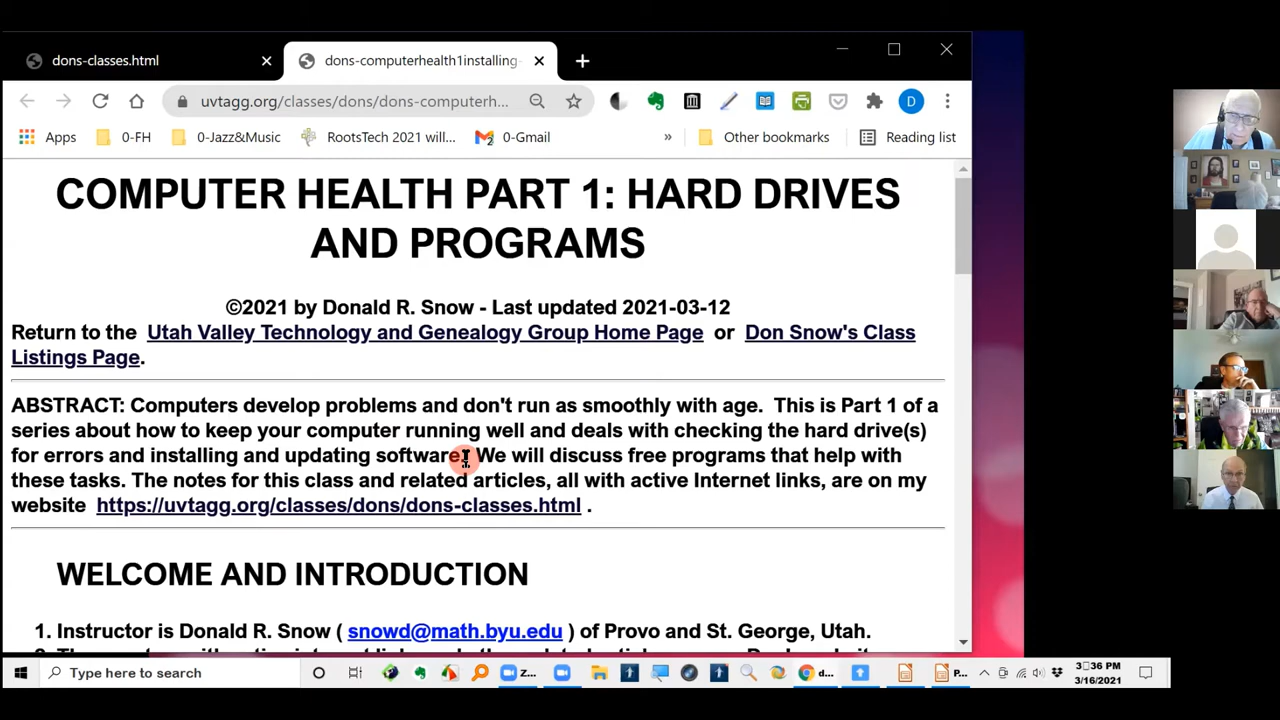 dons-classes.html
dons-computerhealth1installing-
uvtagg.org/classes/dons/dons-computerh...
D
Apps
0-FH
0-Jazz&Music
RootsTech 2021 will...
0-Gmail
»
Other bookmarks
Reading list
COMPUTER HEALTH PART 1: HARD DRIVES
AND PROGRAMS
©2021 by Donald R. Snow - Last updated 2021-03-12
Return to the Utah Valley Technology and Genealogy Group Home Page or Don Snow's Class
Listings Page.
ABSTRACT: Computers develop problems and don't run as smoothly with age. This is Part 1 of a
series about how to keep your computer running well and deals with checking the hard drive(s)
for errors and installing and updating software. We will discuss free programs that help with
these tasks. The notes for this class and related articles, all with active Internet links, are on my
website https://uvtagg.org/classes/dons/dons-classes.html .
WELCOME AND INTRODUCTION
1. Instructor is Donald R. Snow ( snowd@math.byu.edu ) of Provo and St. George, Utah.
Type here to search
Z...
d...
P...
3:36 PM
3/16/2021